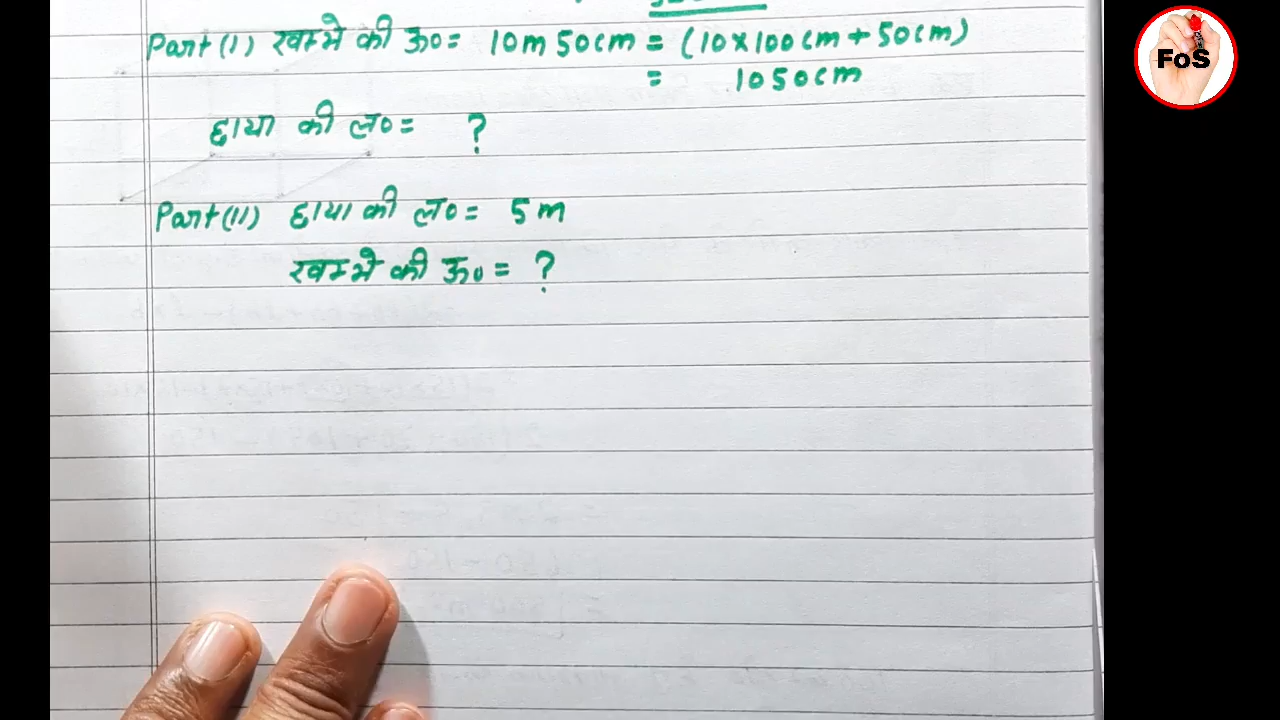 Part(I) खम्भे की ऊ०= 10m 50cm = (10×100cm + 50cm)
= 1050cm
छाया की ल०= ?
Part(II) छाया की ल०= 5m
खम्भे की ऊ० = ?
FoS